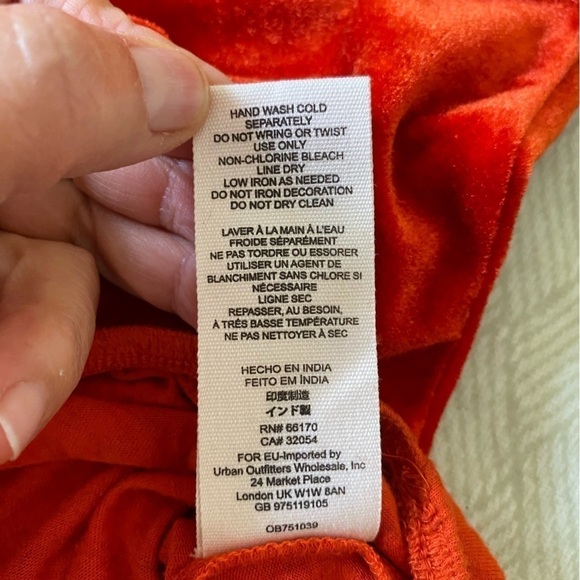 HAND WASH COLD
SEPARATELY
DO NOT WRING OR TWIST
USE ONLY
NON-CHLORINE BLEACH
LINE DRY
LOW IRON AS NEEDED
DO NOT IRON DECORATION
DO NOT DRY CLEAN
LAVER À LA MAIN À L'EAU
FROIDE SÉPARÉMENT
NE PAS TORDRE OU ESSORER
UTILISER UN AGENT DE
BLANCHIMENT SANS CHLORE SI
NÉCESSAIRE
LIGNE SEC
REPASSER, AU BESOIN,
À TRÈS BASSE TEMPÉRATURE
NE PAS NETTOYER À SEC
HECHO EN INDIA
FEITO EM ÍNDIA
印度制造
インド製
RN# 66170
CA# 32054
FOR EU-Imported by
Urban Outfitters Wholesale, Inc
24 Market Place
London UK W1W 8AN
GB 975119105
OB751039